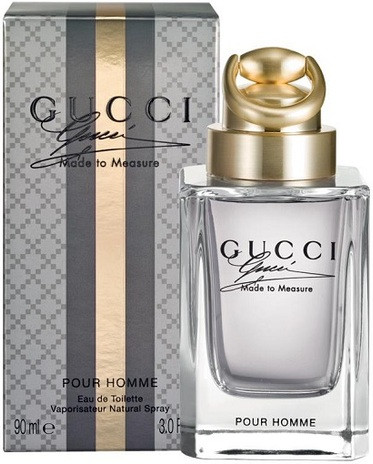 GUCCI
Gucci
Made to Measure
POUR HOMME
Eau de Toilette
Vaporisateur Natural Spray
90 ml e 3.0 F
GUCCI
Gucci
Made to Measure
POUR HOMME